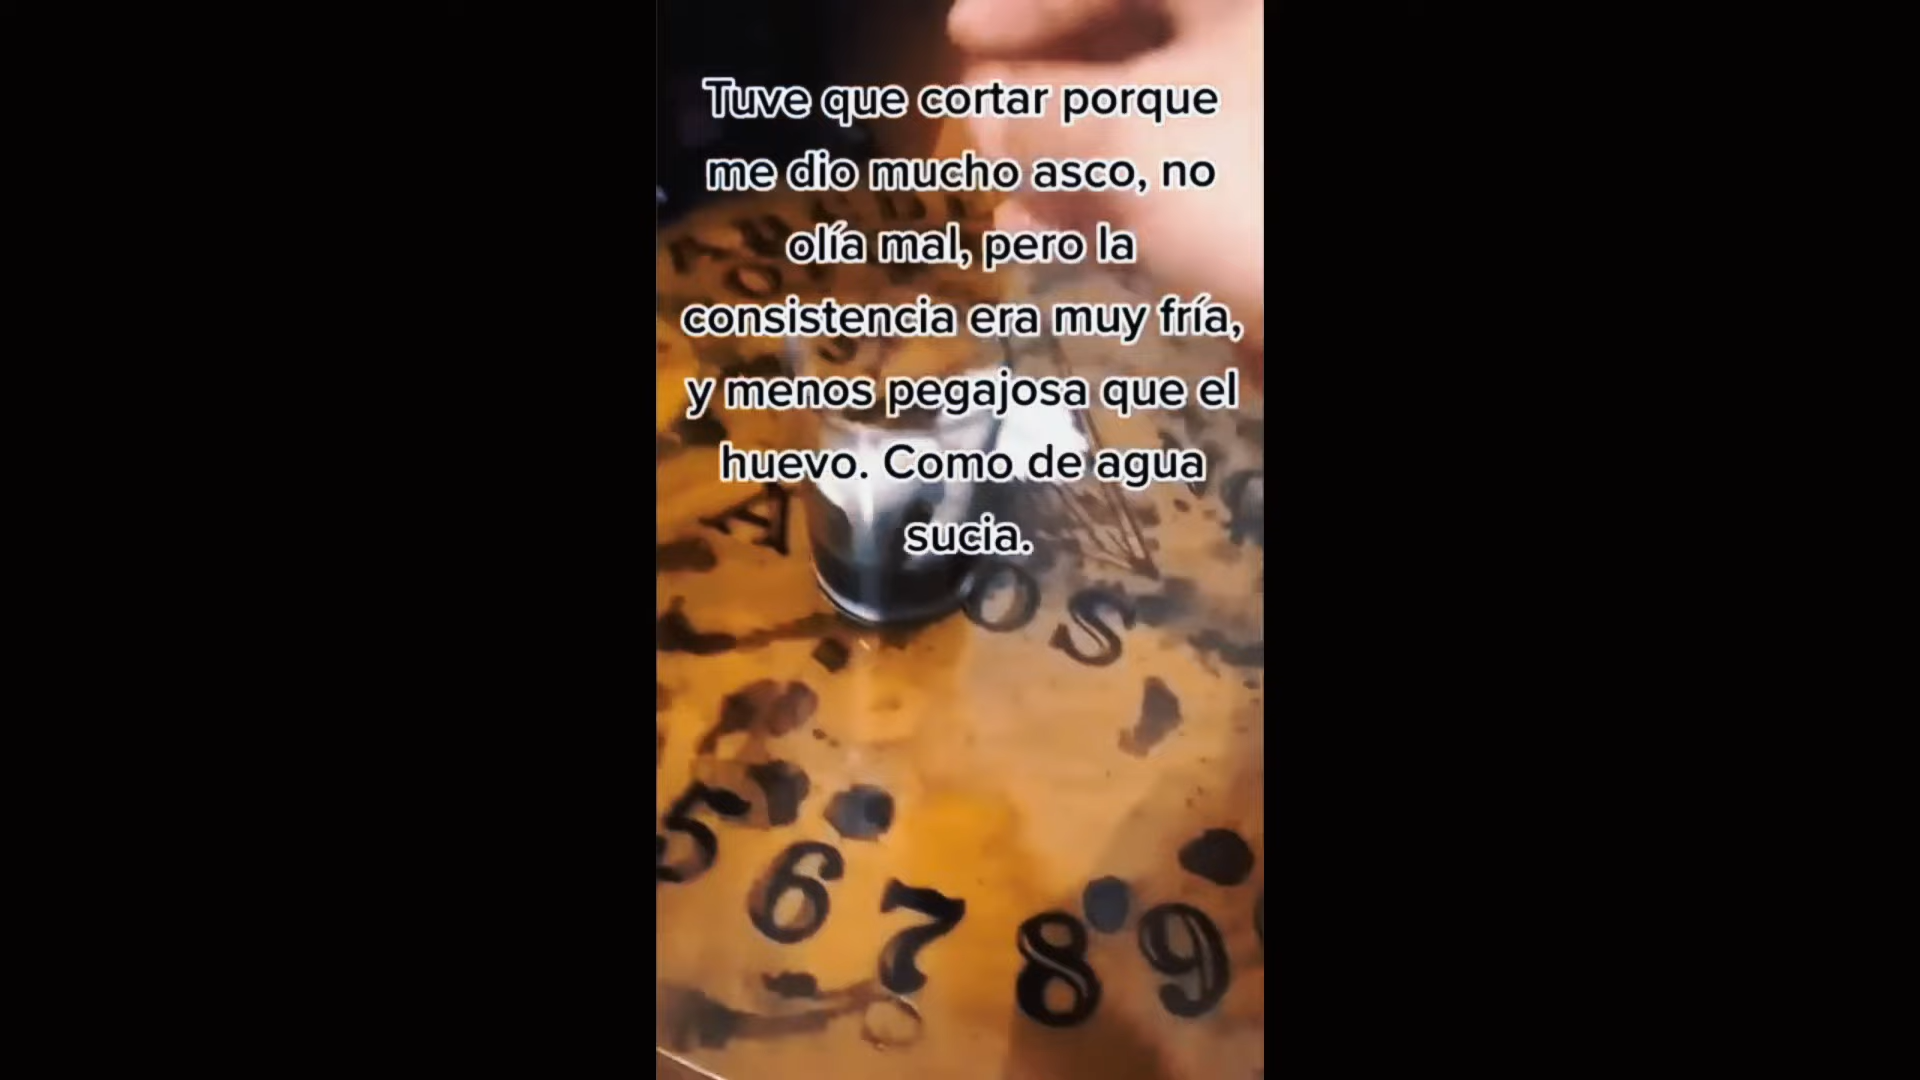 Tuve que cortar porque
me dio mucho asco, no
olía mal, pero la
consistencia era muy fría,
y menos pegajosa que el
huevo. Como de agua
sucia.
A
O S
5 6 7 8 9